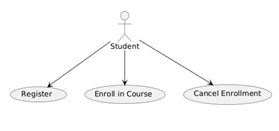 Student
Register
Enroll in Course
Cancel Enrollment